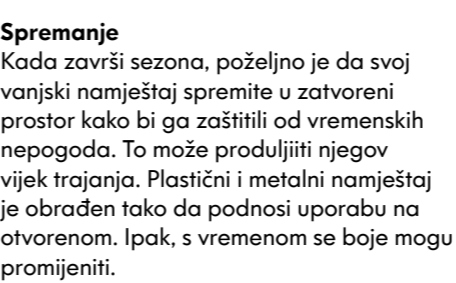 Spremanje
Kada završi sezona, poželjno je da svoj
vanjski namještaj spremite u zatvoreni
prostor kako bi ga zaštitili od vremenskih
nepogoda. To može produljiiti njegov
vijek trajanja. Plastični i metalni namještaj
je obrađen tako da podnosi uporabu na
otvorenom. Ipak, s vremenom se boje mogu
promijeniti.